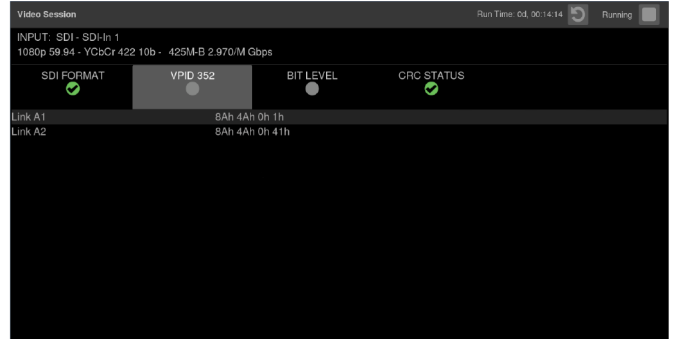 Video Session Run Time: 0d, 00:14:14 Running
INPUT: SDI - SDI-In 1
1080p 59.94 - YCbCr 422 10b - 425M-B 2.970/M Gbps
SDI FORMAT VPID 352 BIT LEVEL CRC STATUS
Link A1 8Ah 4Ah 0h 1h
Link A2 8Ah 4Ah 0h 41h